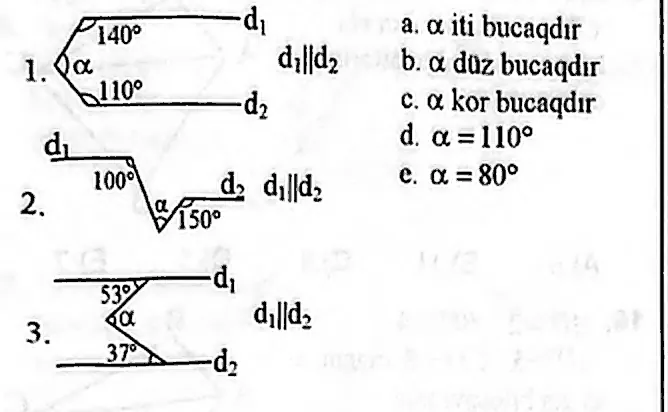 1.
140°
α
110°
d₁
d₂
d₁||d₂
2.
d₁
100°
α
d₂
150°
d₁||d₂
3.
53°
α
37°
d₁
d₂
d₁||d₂
a. α iti bucaqdır
b. α düz bucaqdır
c. α kor bucaqdır
d. α = 110°
e. α = 80°